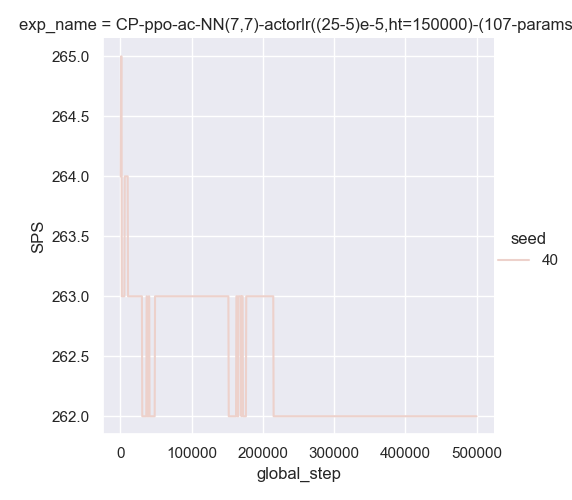 exp_name = CP-ppo-ac-NN(7,7)-actorlr((25-5)e-5,ht=150000)-(107-params
265.0
264.5
264.0
263.5
263.0
262.5
262.0
SPS
0 100000 200000 300000 400000 500000
global_step
seed
40